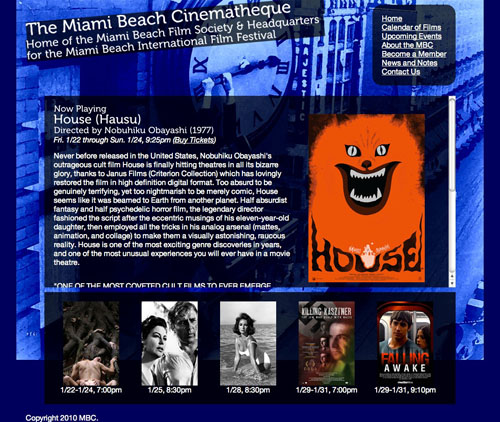 The Miami Beach Cinematheque
Home of the Miami Beach Film Society & Headquarters
for the Miami Beach International Film Festival
MAJESTIC
Home
Calendar of Films
Upcoming Events
About the MBC
Become a Member
News and Notes
Contact Us
Now Playing
House (Hausu)
Directed by Nobuhiku Obayashi (1977)
Fri. 1/22 through Sun. 1/24, 9:25pm (Buy Tickets)
Never before released in the United States, Nobuhiku Obayashi's
outrageous cult film House is finally hitting theatres in all its bizarre
glory, thanks to Janus Films (Criterion Collection) which has lovingly
restored the film in high definition digital format. Too absurd to be
genuinely terrifying, yet too nightmarish to be merely comic, House
seems like it was beamed to Earth from another planet. Half absurdist
fantasy and half psychedelic horror film, the legendary director
fashioned the script after the eccentric musings of his eleven-year-old
daughter, then employed all the tricks in his analog arsenal (mattes,
animation, and collage) to make them a visually astonishing, raucous
reality. House is one of the most exciting genre discoveries in years,
and one of the most unusual experiences you will ever have in a movie
theatre.
"ONE OF THE MOST COVETED CULT FILMS TO EVER EMERGE
HOUSE
KILLING KASZTNER
FALLING
AWAKE
1/22-1/24, 7:00pm
1/25, 8:30pm
1/28, 8:30pm
1/29-1/31, 7:00pm
1/29-1/31, 9:10pm
Copyright 2010 MBC.